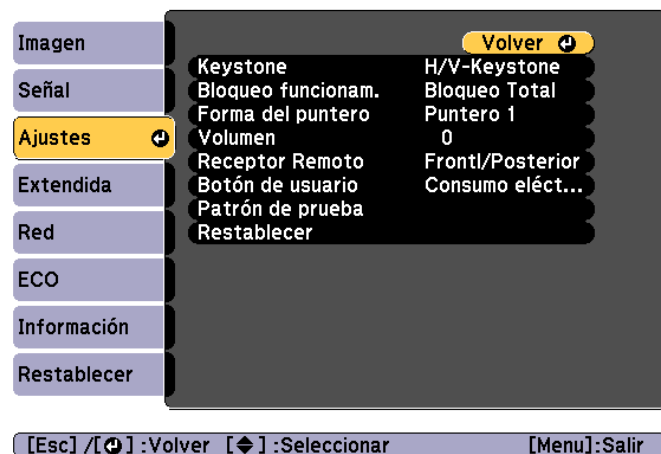 Imagen
Señal
Ajustes
Extendida
Red
ECO
Información
Restablecer
Volver
Keystone H/V-Keystone
Bloqueo funcionam. Bloqueo Total
Forma del puntero Puntero 1
Volumen 0
Receptor Remoto Frontl/Posterior
Botón de usuario Consumo eléct...
Patrón de prueba
Restablecer
[Esc] /[ ] :Volver [ ] :Seleccionar [Menu]:Salir